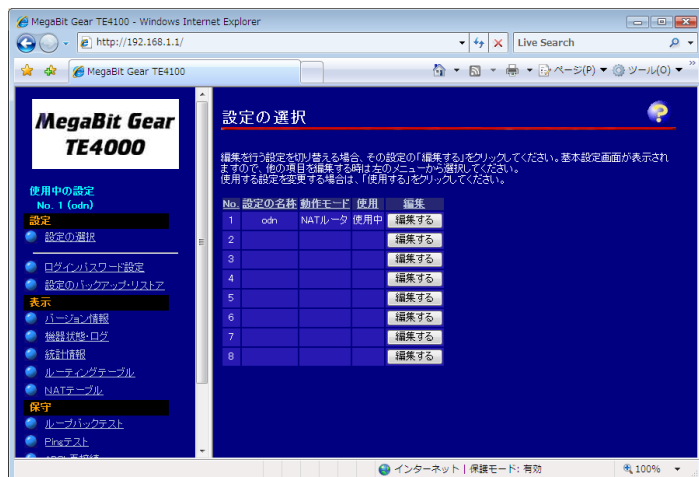 MegaBit Gear TE4100 - Windows Internet Explorer
http://192.168.1.1/
Live Search
MegaBit Gear TE4100
ページ(P)
ツール(O)
MegaBit Gear
TE4000
使用中の設定
No. 1 (odn)
設定
設定の選択
ログインパスワード設定
設定のバックアップ・リストア
表示
バージョン情報
機器状態・ログ
統計情報
ルーティングテーブル
NATテーブル
保守
ループバックテスト
Pingテスト
設定の選択
編集を行う設定を切り替える場合、その設定の「編集する」をクリックしてください。基本設定画面が表示され
ますので、他の項目を編集する時は左のメニューから選択してください。
使用する設定を変更する場合は、「使用する」をクリックしてください。
No. 設定の名称 動作モード 使用 編集
1 odn NATルータ 使用中 編集する
2 編集する
3 編集する
4 編集する
5 編集する
6 編集する
7 編集する
8 編集する
インターネット | 保護モード: 有効
100%